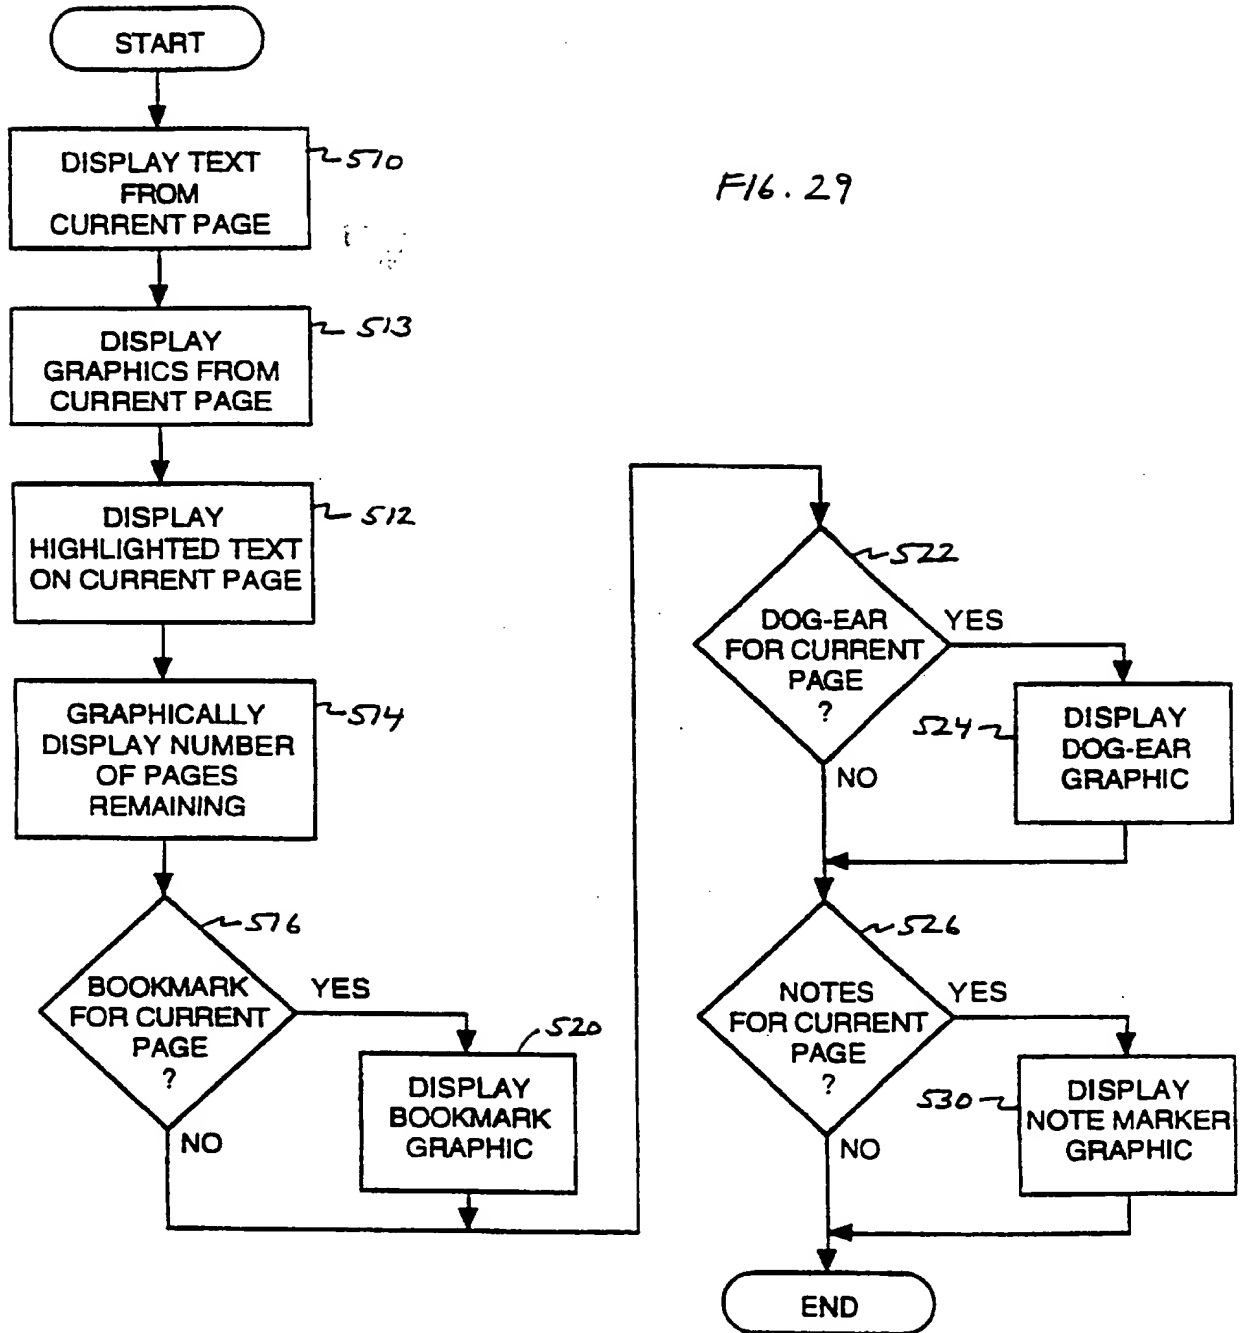 START
DISPLAY TEXT
FROM
CURRENT PAGE
510
FIG. 29
DISPLAY
GRAPHICS FROM
CURRENT PAGE
513
DISPLAY
HIGHLIGHTED TEXT
ON CURRENT PAGE
512
GRAPHICALLY
DISPLAY NUMBER
OF PAGES
REMAINING
514
BOOKMARK
FOR CURRENT
PAGE
?
516
YES
NO
DISPLAY
BOOKMARK
GRAPHIC
520
DOG-EAR
FOR CURRENT
PAGE
?
522
YES
NO
DISPLAY
DOG-EAR
GRAPHIC
524
NOTES
FOR CURRENT
PAGE
?
526
YES
NO
DISPLAY
NOTE MARKER
GRAPHIC
530
END